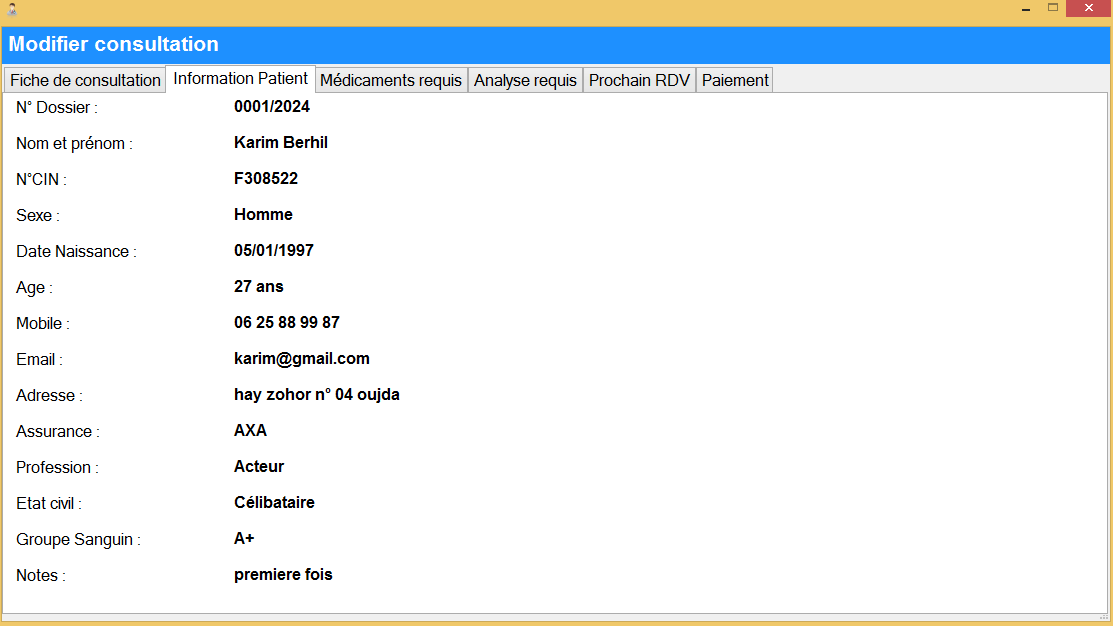 Modifier consultation
Fiche de consultation Information Patient Médicaments requis Analyse requis Prochain RDV Paiement
N° Dossier : 0001/2024
Nom et prénom : Karim Berhil
N°CIN : F308522
Sexe : Homme
Date Naissance : 05/01/1997
Age : 27 ans
Mobile : 06 25 88 99 87
Email : karim@gmail.com
Adresse : hay zohor n° 04 oujda
Assurance : AXA
Profession : Acteur
Etat civil : Célibataire
Groupe Sanguin : A+
Notes : premiere fois